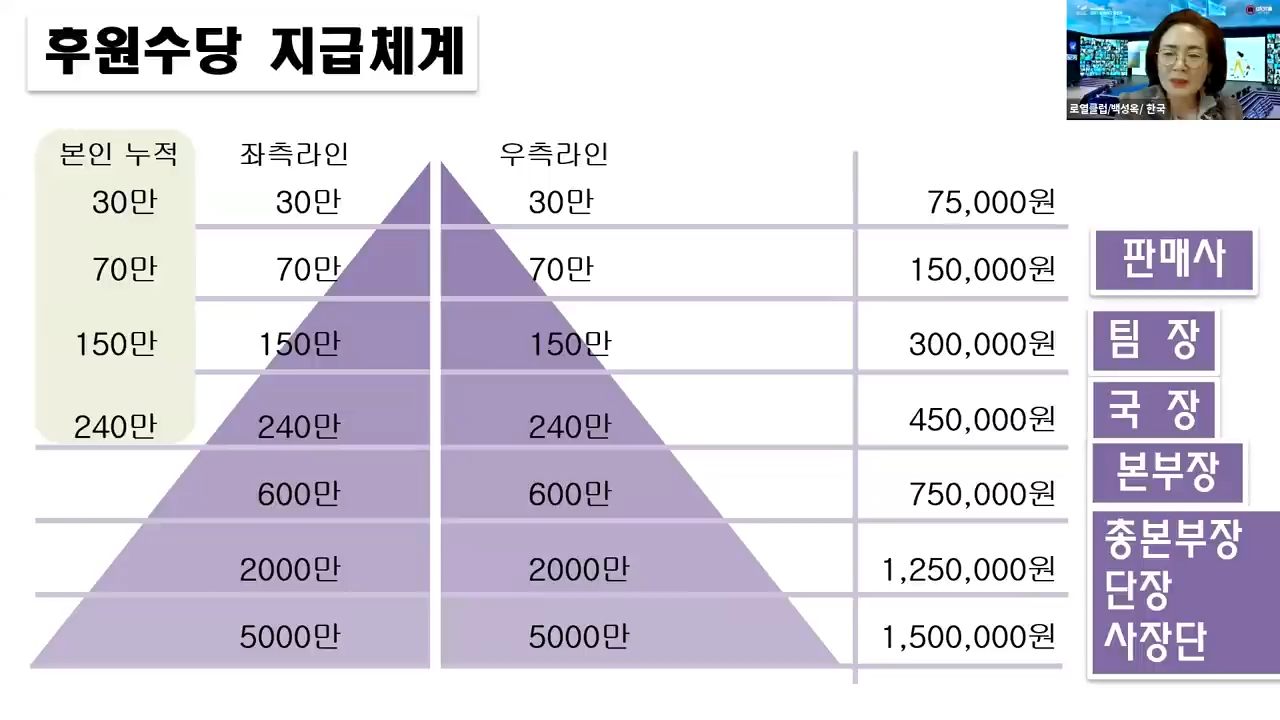 후원수당 지급체계
로열클럽/백성옥/ 한국
본인 누적 좌측라인 우측라인
30만 30만 30만 75,000원
70만 70만 70만 150,000원 판매사
150만 150만 150만 300,000원 팀 장
240만 240만 240만 450,000원 국 장
600만 600만 750,000원 본부장
2000만 2000만 1,250,000원 총본부장
단장
5000만 5000만 1,500,000원 사장단